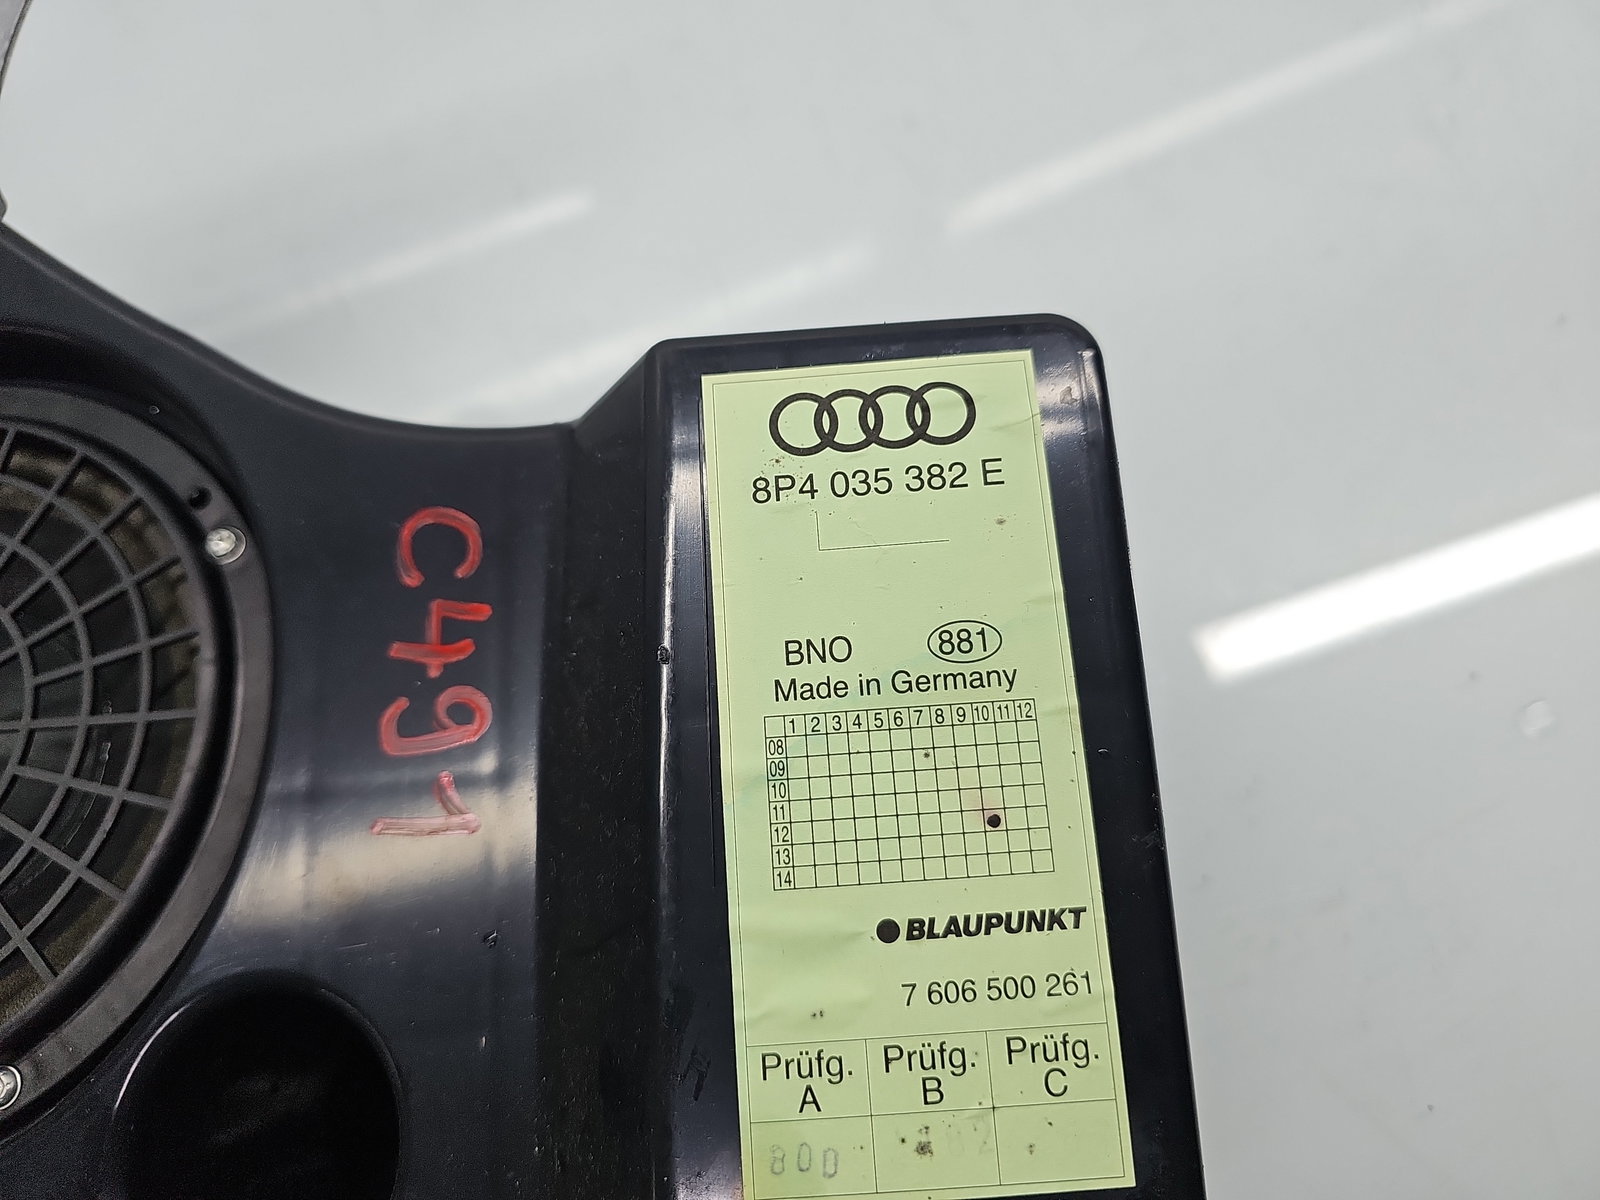 C49
1
8P4 035 382 E
BNO 881
Made in Germany
1 2 3 4 5 6 7 8 9 10 11 12
08
09
10
11
12
13
14
BLAUPUNKT
7 606 500 261
Prüfg. Prüfg. Prüfg.
A B C
800